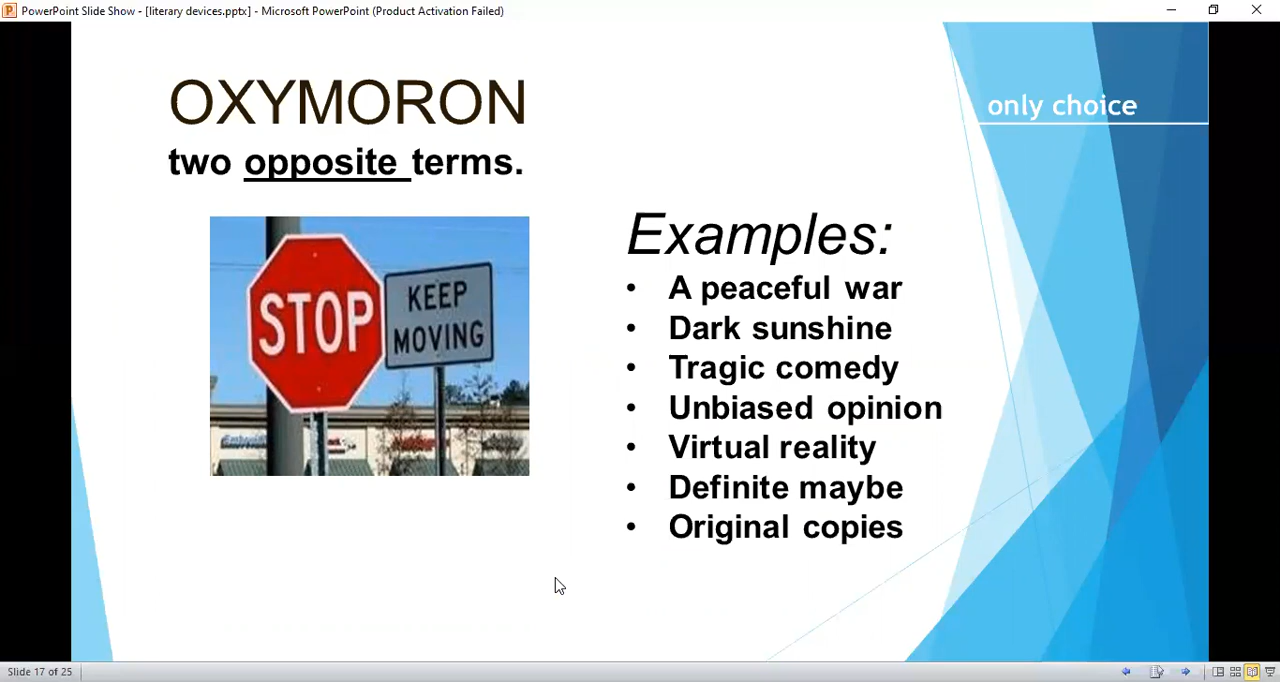 PowerPoint Slide Show - [literary devices.pptx] - Microsoft PowerPoint (Product Activation Failed)
only choice
OXYMORON
two opposite terms.
STOP
KEEP
MOVING
Examples:
• A peaceful war
• Dark sunshine
• Tragic comedy
• Unbiased opinion
• Virtual reality
• Definite maybe
• Original copies
Slide 17 of 25